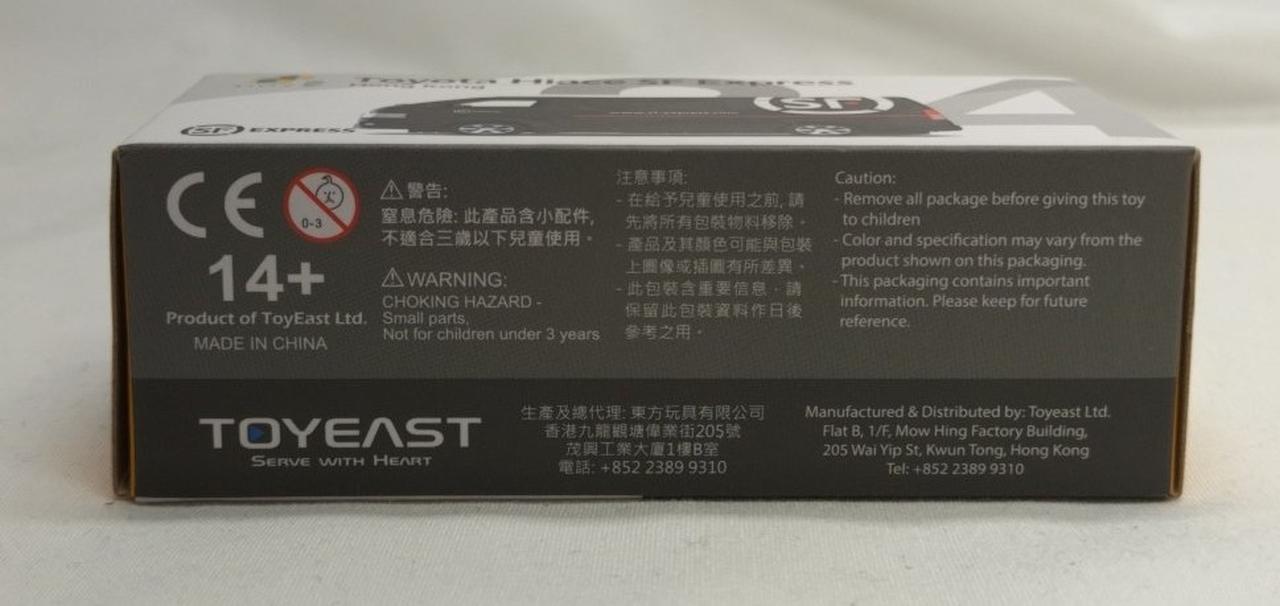 Toyota Hiace SF Express
Hong Kong
SF
4
SF EXPRESS
CE
0-3
14+
Product of ToyEast Ltd.
MADE IN CHINA
警告:
窒息危險: 此產品含小配件,
不適合三歲以下兒童使用。
WARNING:
CHOKING HAZARD -
Small parts,
Not for children under 3 years
注意事項:
- 在給予兒童使用之前, 請
先將所有包裝物料移除。
- 產品及其顏色可能與包裝
上圖像或插圖有所差異。
- 此包裝含重要信息，請
保留此包裝資料作日後
參考之用。
Caution:
- Remove all package before giving this toy
to children
- Color and specification may vary from the
product shown on this packaging.
- This packaging contains important
information. Please keep for future
reference.
TOYEAST
SERVE WITH HEART
生產及總代理: 東方玩具有限公司
香港九龍觀塘偉業街205號
茂興工業大廈1樓B室
電話: +852 2389 9310
Manufactured & Distributed by: Toyeast Ltd.
Flat B, 1/F, Mow Hing Factory Building,
205 Wai Yip St, Kwun Tong, Hong Kong
Tel: +852 2389 9310